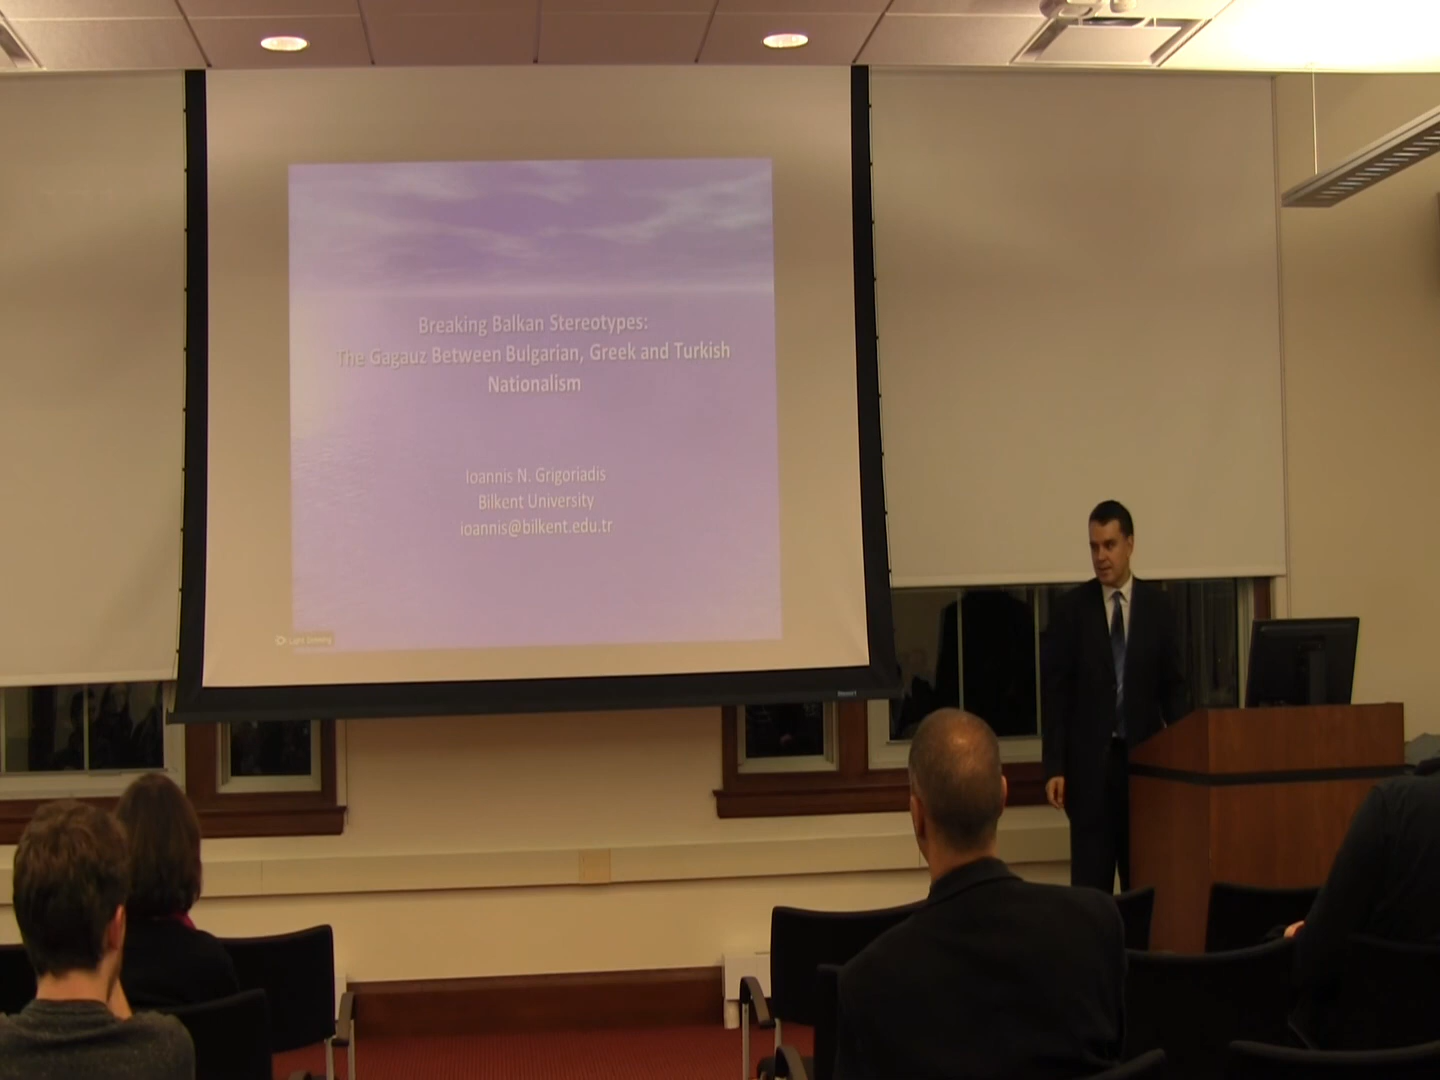 Breaking Balkan Stereotypes:
The Gagauz Between Bulgarian, Greek and Turkish
Nationalism
Ioannis N. Grigoriadis
Bilkent University
ioannis@bilkent.edu.tr